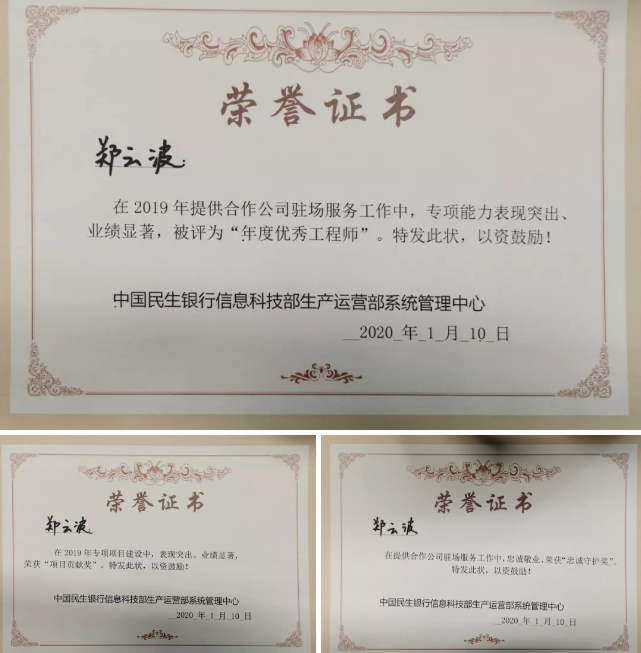 荣誉证书
郑云波
在 2019 年提供合作公司驻场服务工作中，专项能力表现突出、
业绩显著，被评为“年度优秀工程师”。特发此状，以资鼓励！
中国民生银行信息科技部生产运营部系统管理中心
2020 年 1 月 10 日
荣誉证书
郑云波
在 2019 年专项项目建设中，表现突出、业绩显著，
荣获“项目贡献奖”。特发此状，以资鼓励！
中国民生银行信息科技部生产运营部系统管理中心
2020 年 1 月 10 日
荣誉证书
郑云波
在提供合作公司驻场服务工作中，忠诚敬业、荣获“忠诚守护奖”。
特发此状，以资鼓励！
中国民生银行信息科技部生产运营部系统管理中心
2020 年 1 月 10 日